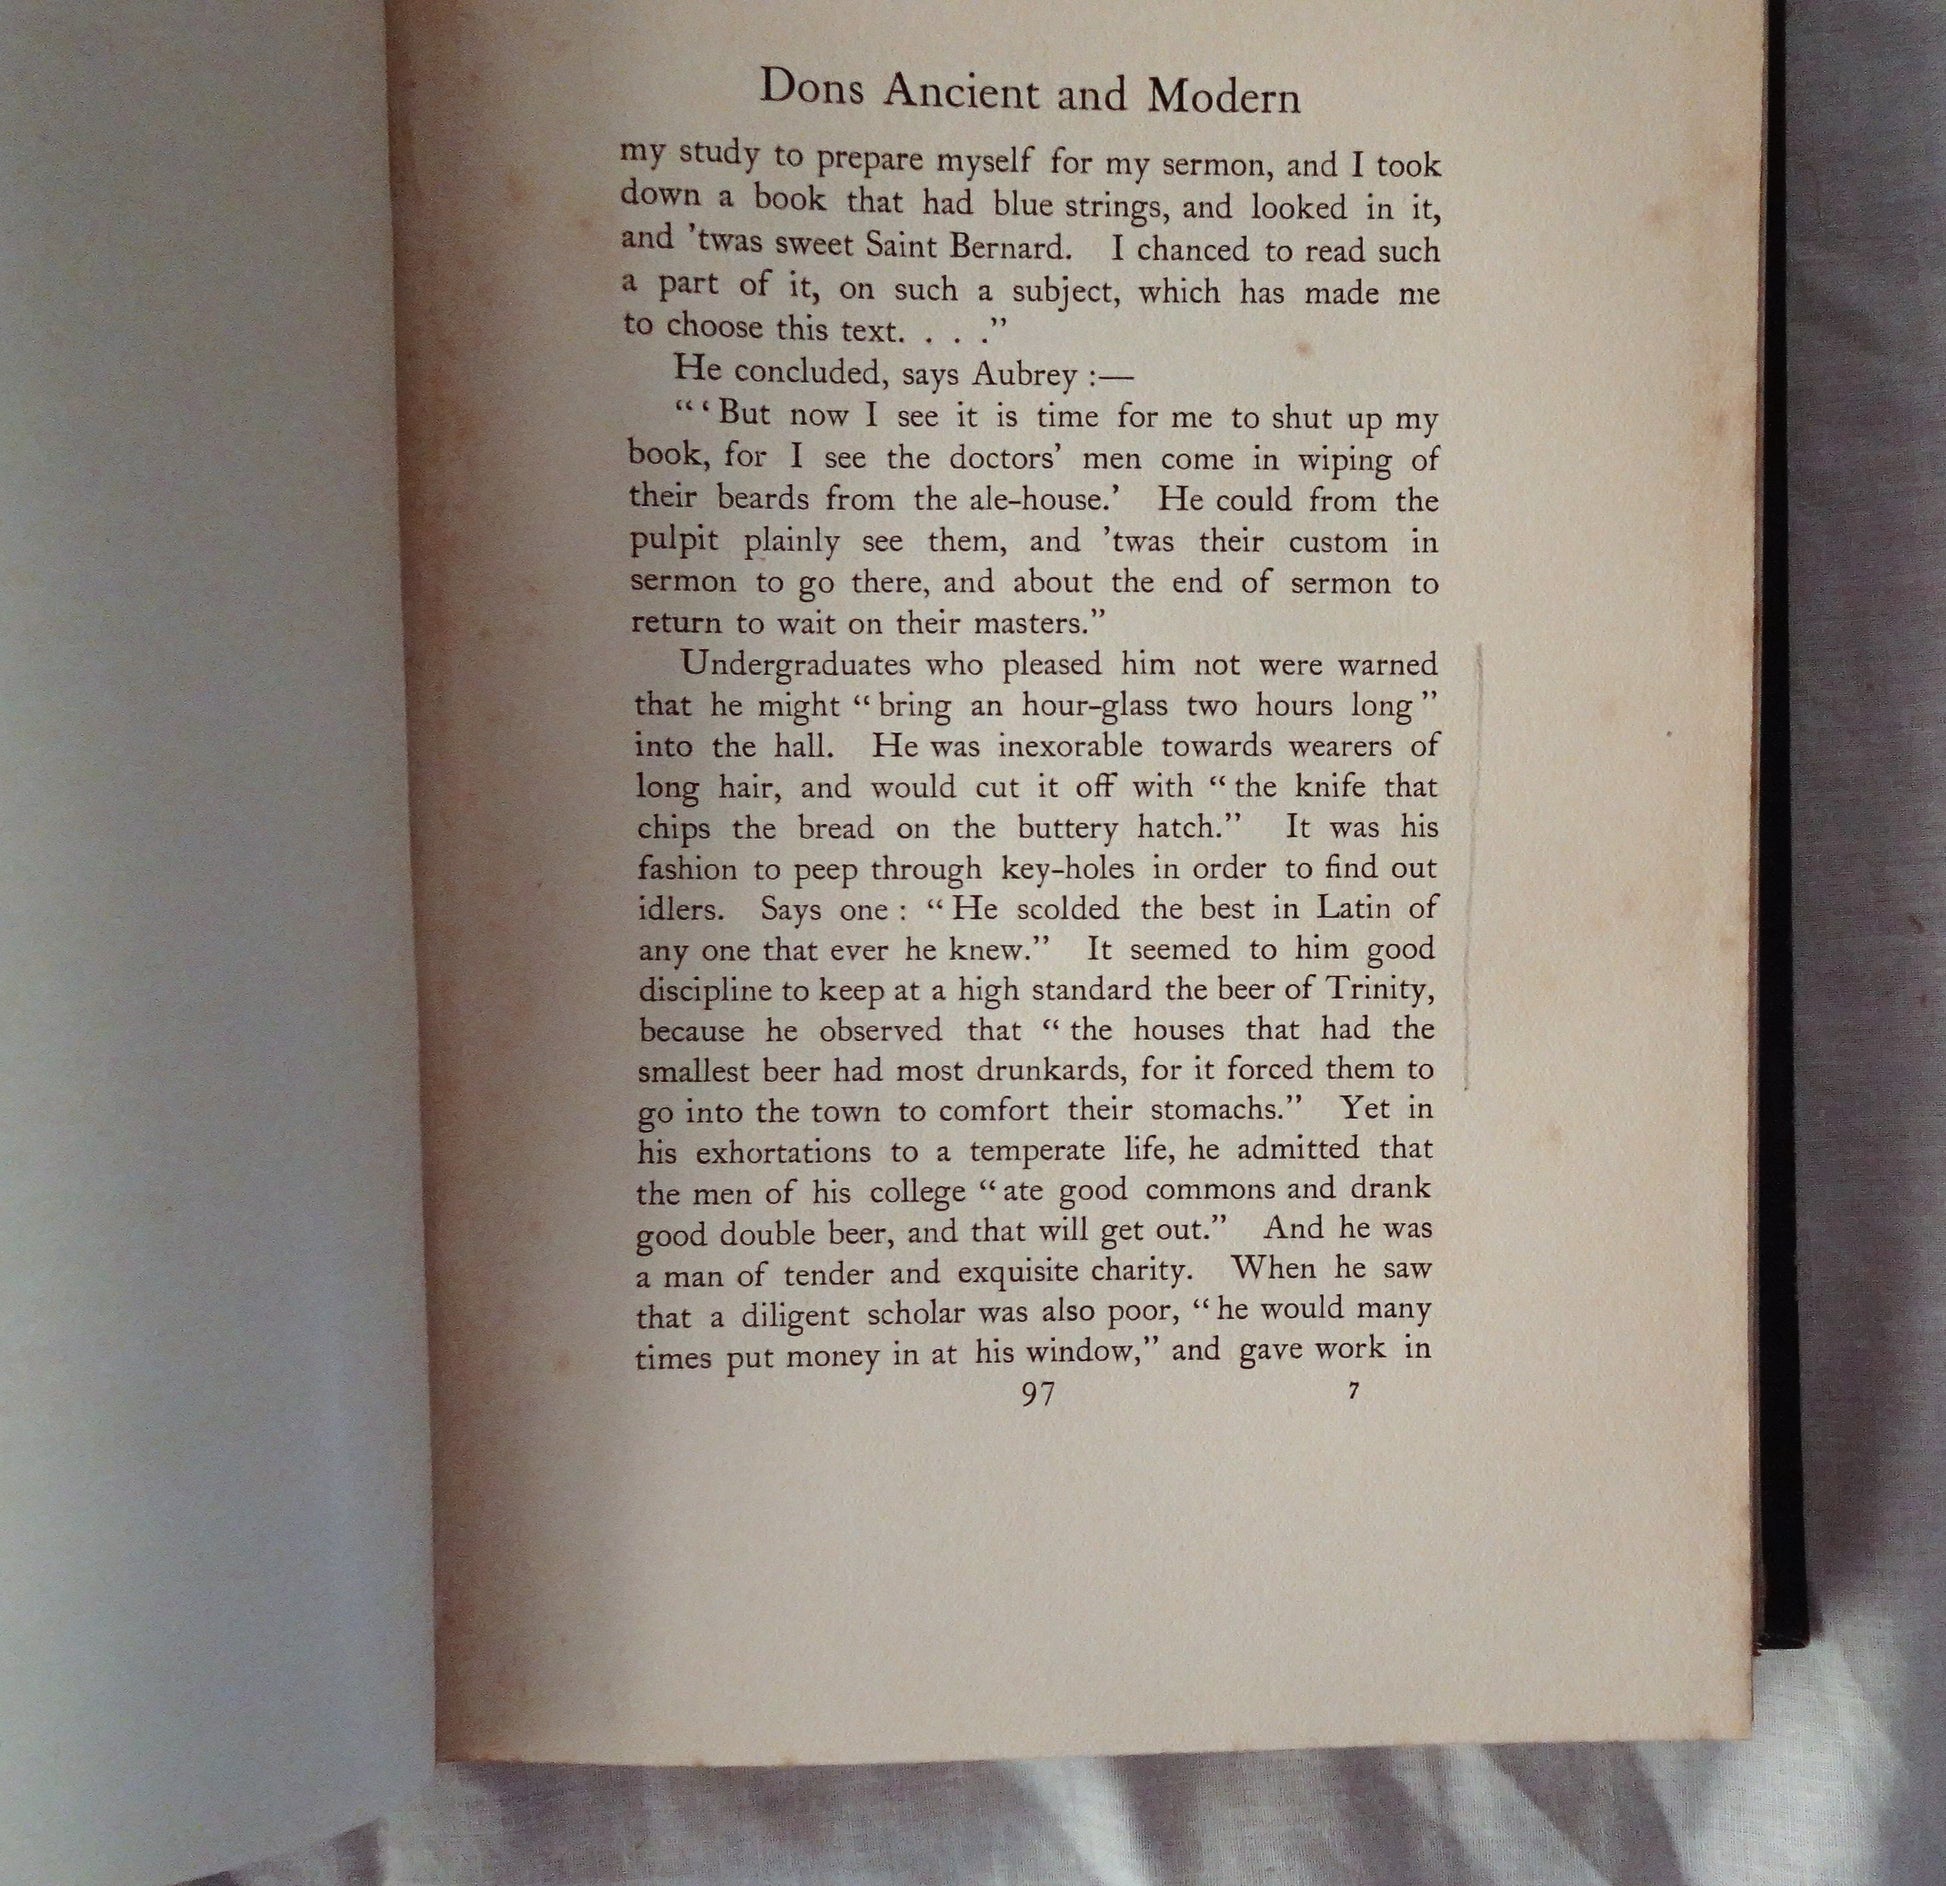 Dons Ancient and Modern
my study to prepare myself for my sermon, and I took
down a book that had blue strings, and looked in it,
and ’twas sweet Saint Bernard. I chanced to read such
a part of it, on such a subject, which has made me
to choose this text. . . .”
He concluded, says Aubrey :—
“‘But now I see it is time for me to shut up my
book, for I see the doctors’ men come in wiping of
their beards from the ale-house.’ He could from the
pulpit plainly see them, and ’twas their custom in
sermon to go there, and about the end of sermon to
return to wait on their masters.”
Undergraduates who pleased him not were warned
that he might “bring an hour-glass two hours long”
into the hall. He was inexorable towards wearers of
long hair, and would cut it off with “the knife that
chips the bread on the buttery hatch.” It was his
fashion to peep through key-holes in order to find out
idlers. Says one : “He scolded the best in Latin of
any one that ever he knew.” It seemed to him good
discipline to keep at a high standard the beer of Trinity,
because he observed that “the houses that had the
smallest beer had most drunkards, for it forced them to
go into the town to comfort their stomachs.” Yet in
his exhortations to a temperate life, he admitted that
the men of his college “ate good commons and drank
good double beer, and that will get out.” And he was
a man of tender and exquisite charity. When he saw
that a diligent scholar was also poor, “he would many
times put money in at his window,” and gave work in
97 7